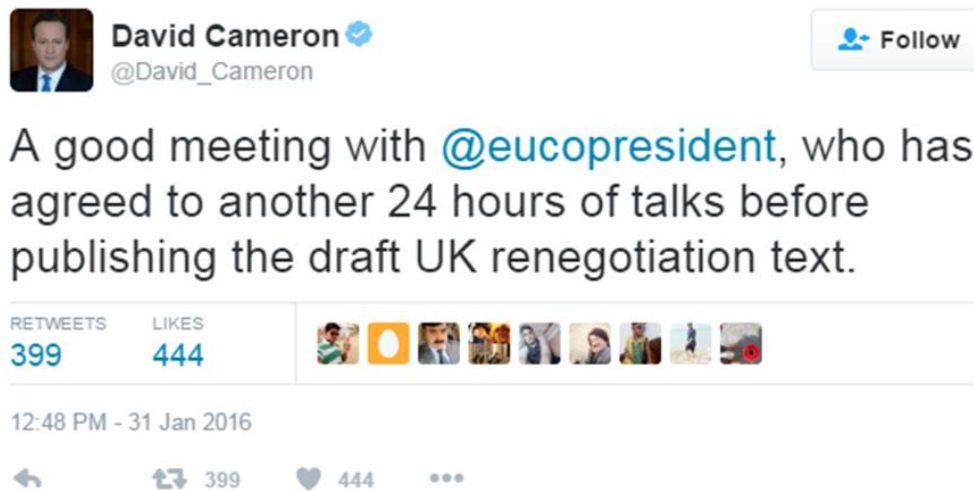 David Cameron
Follow
@David_Cameron
A good meeting with @eucopresident, who has
agreed to another 24 hours of talks before
publishing the draft UK renegotiation text.
RETWEETS LIKES
399 444
12:48 PM - 31 Jan 2016
399 444